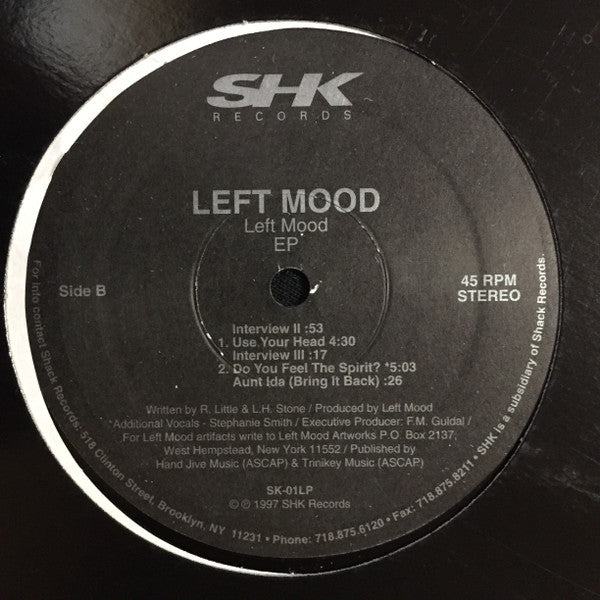 SHK
RECORDS
LEFT MOOD
Left Mood
EP
Side B
45 RPM
STEREO
Interview II :53
1. Use Your Head 4:30
Interview III :17
2. Do You Feel The Spirit? *5:03
Aunt Ida (Bring It Back) :26
Written by R. Little & L.H. Stone / Produced by Left Mood
*Additional Vocals - Stephanie Smith / Executive Producer: F.M. Guidal /
For Left Mood artifacts write to Left Mood Artworks P.O. Box 2137,
West Hempstead, New York 11552 / Published by
Hand Jive Music (ASCAP) & Trinikey Music (ASCAP)
SK-01LP
© ℗ 1997 SHK Records
For Info contact Shack Records: 518 Clinton Street, Brooklyn, NY 11231 • Phone: 718.875.6120 • Fax: 718.875.8211 • SHK is a subsidiary of Shack Records.